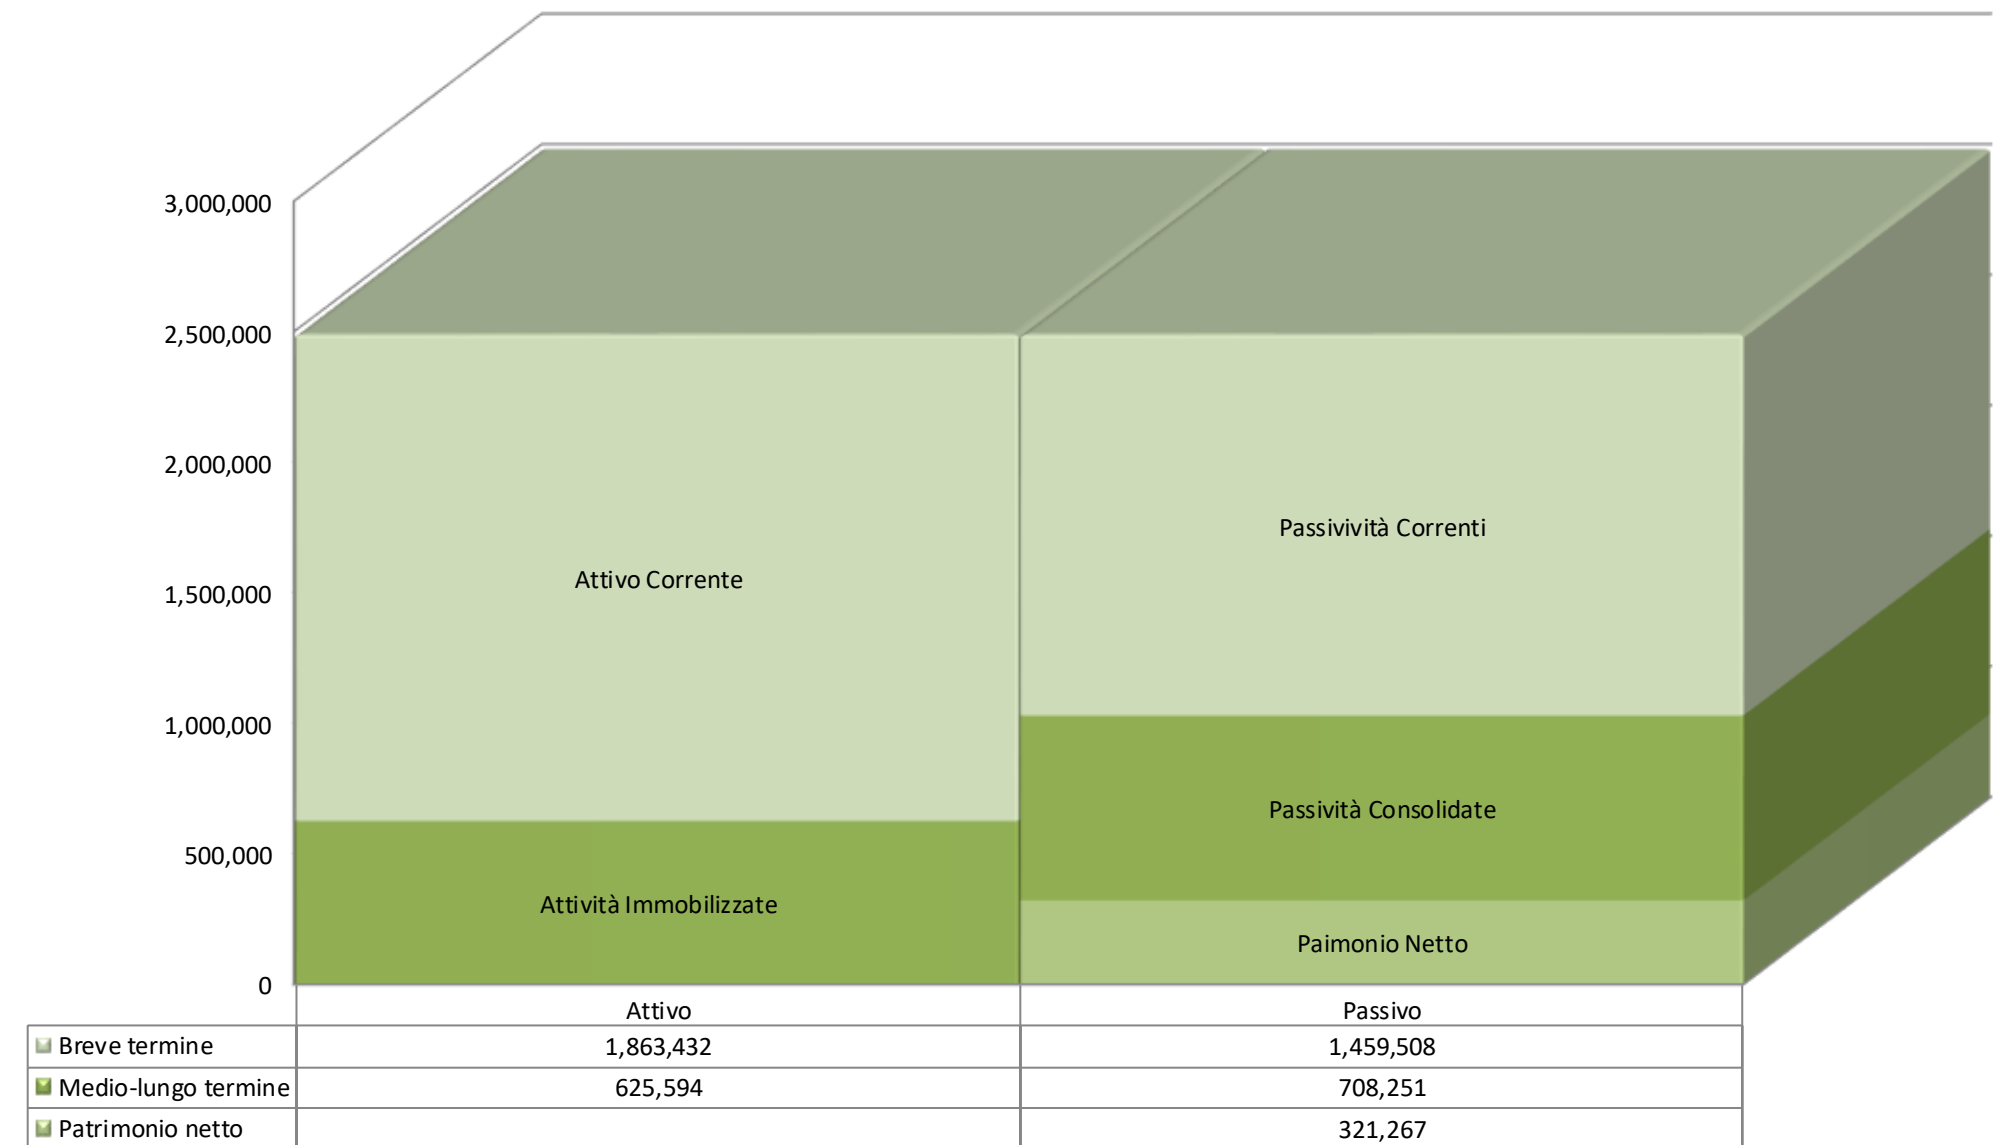 3,000,000
2,500,000
2,000,000
1,500,000
1,000,000
500,000
0
Attivo Corrente
Attività Immobilizzate
Passivività Correnti
Passività Consolidate
Paimonio Netto
Attivo Passivo
Breve termine 1,863,432 1,459,508
Medio-lungo termine 625,594 708,251
Patrimonio netto 321,267